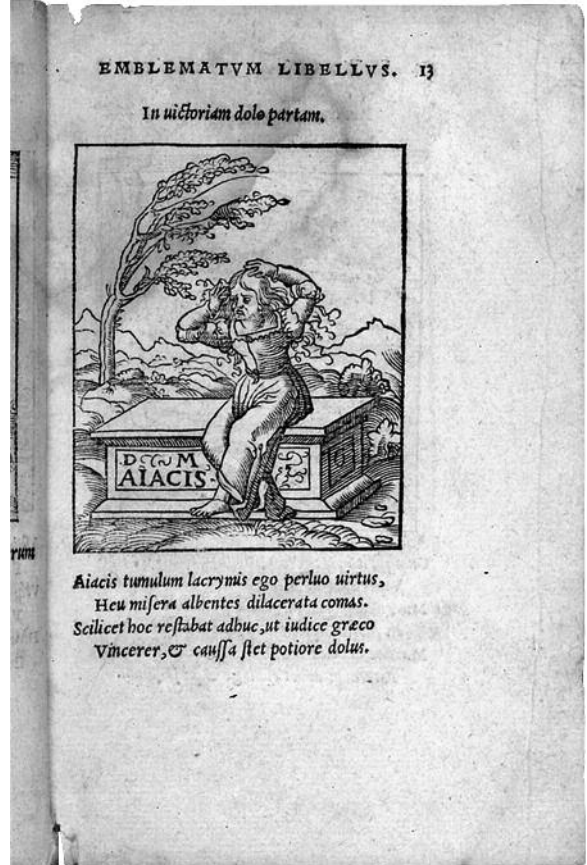 EMBLEMATVM LIBELLVS. 13
In uictoriam dolo partam.
D M
AIACIS
rum
Aiacis tumulum lacrymis ego perluo uirtus,
Heu misera albentes dilacerata comas.
Scilicet hoc restabat adhuc, ut iudice græco
Vincerer, & caussa stet potiore dolus.